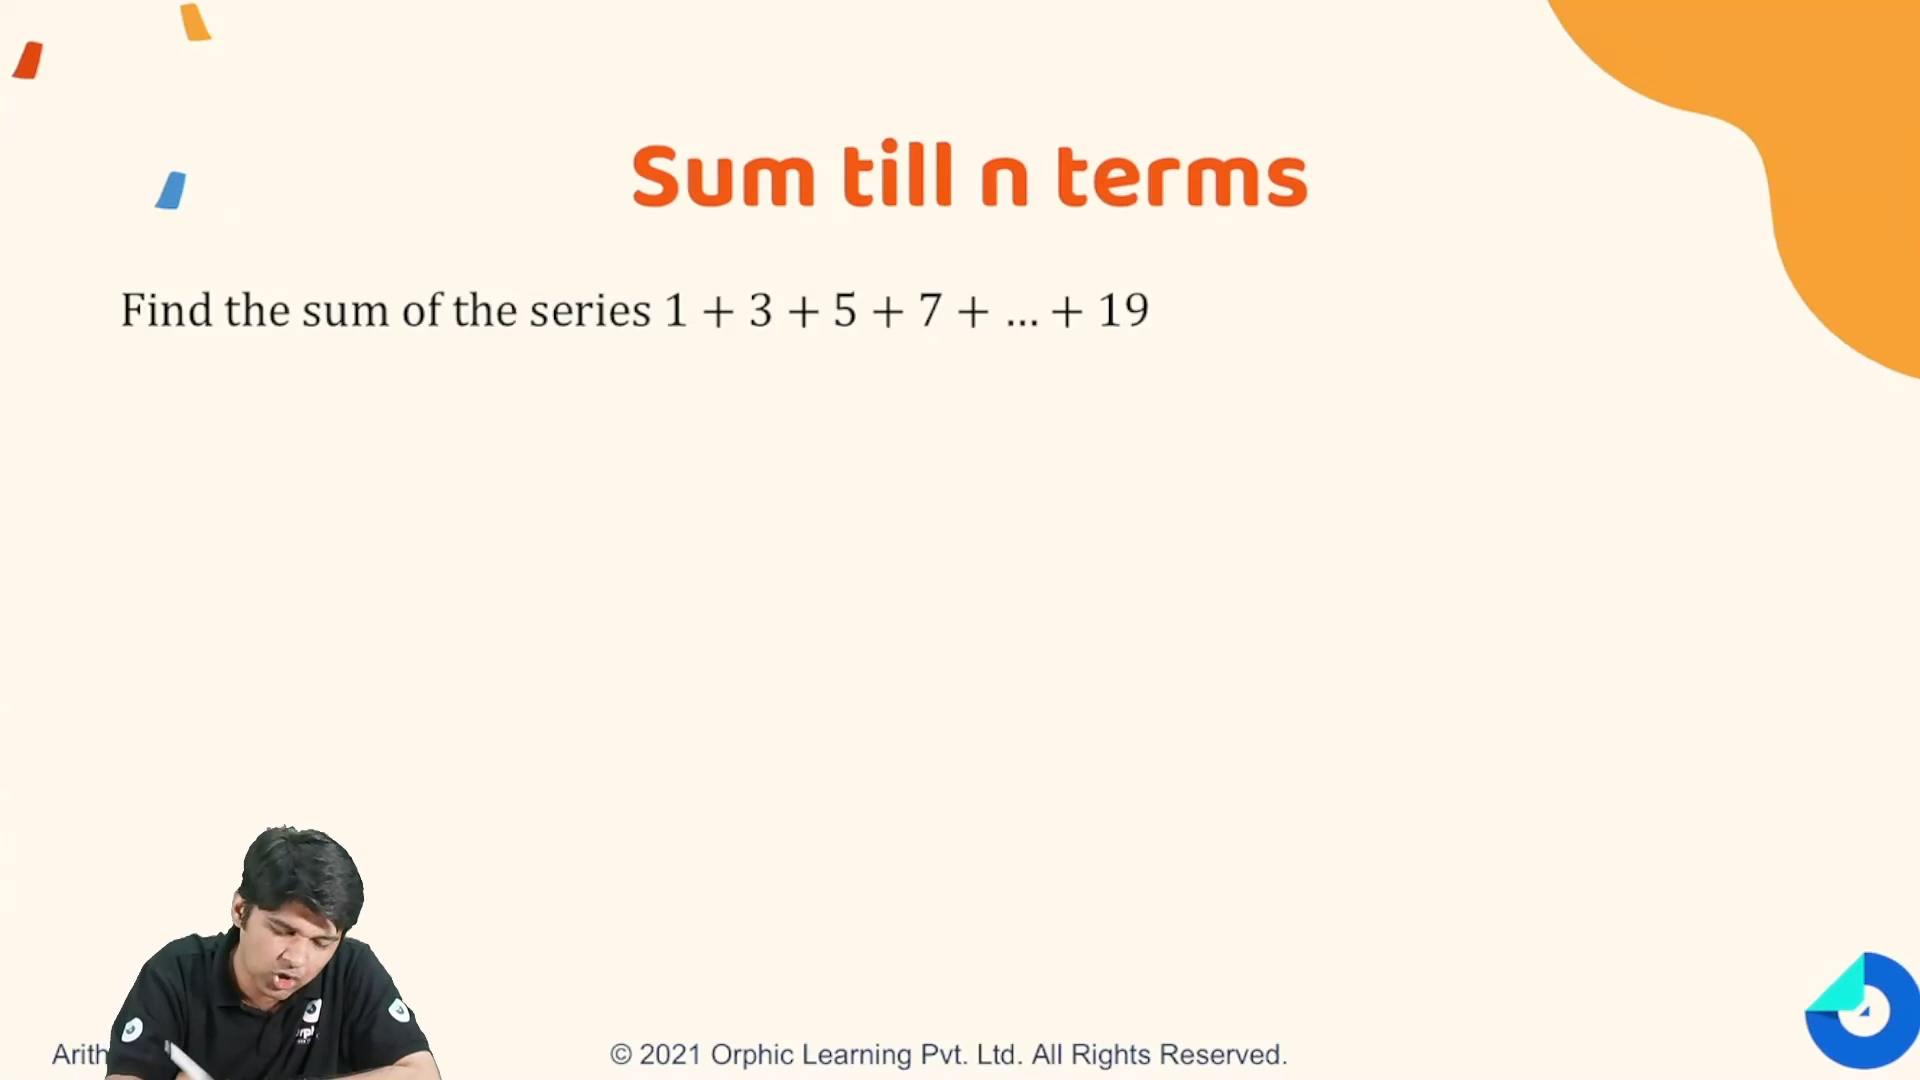 Sum till n terms
Find the sum of the series 1 + 3 + 5 + 7 + ... + 19
© 2021 Orphic Learning Pvt. Ltd. All Rights Reserved.